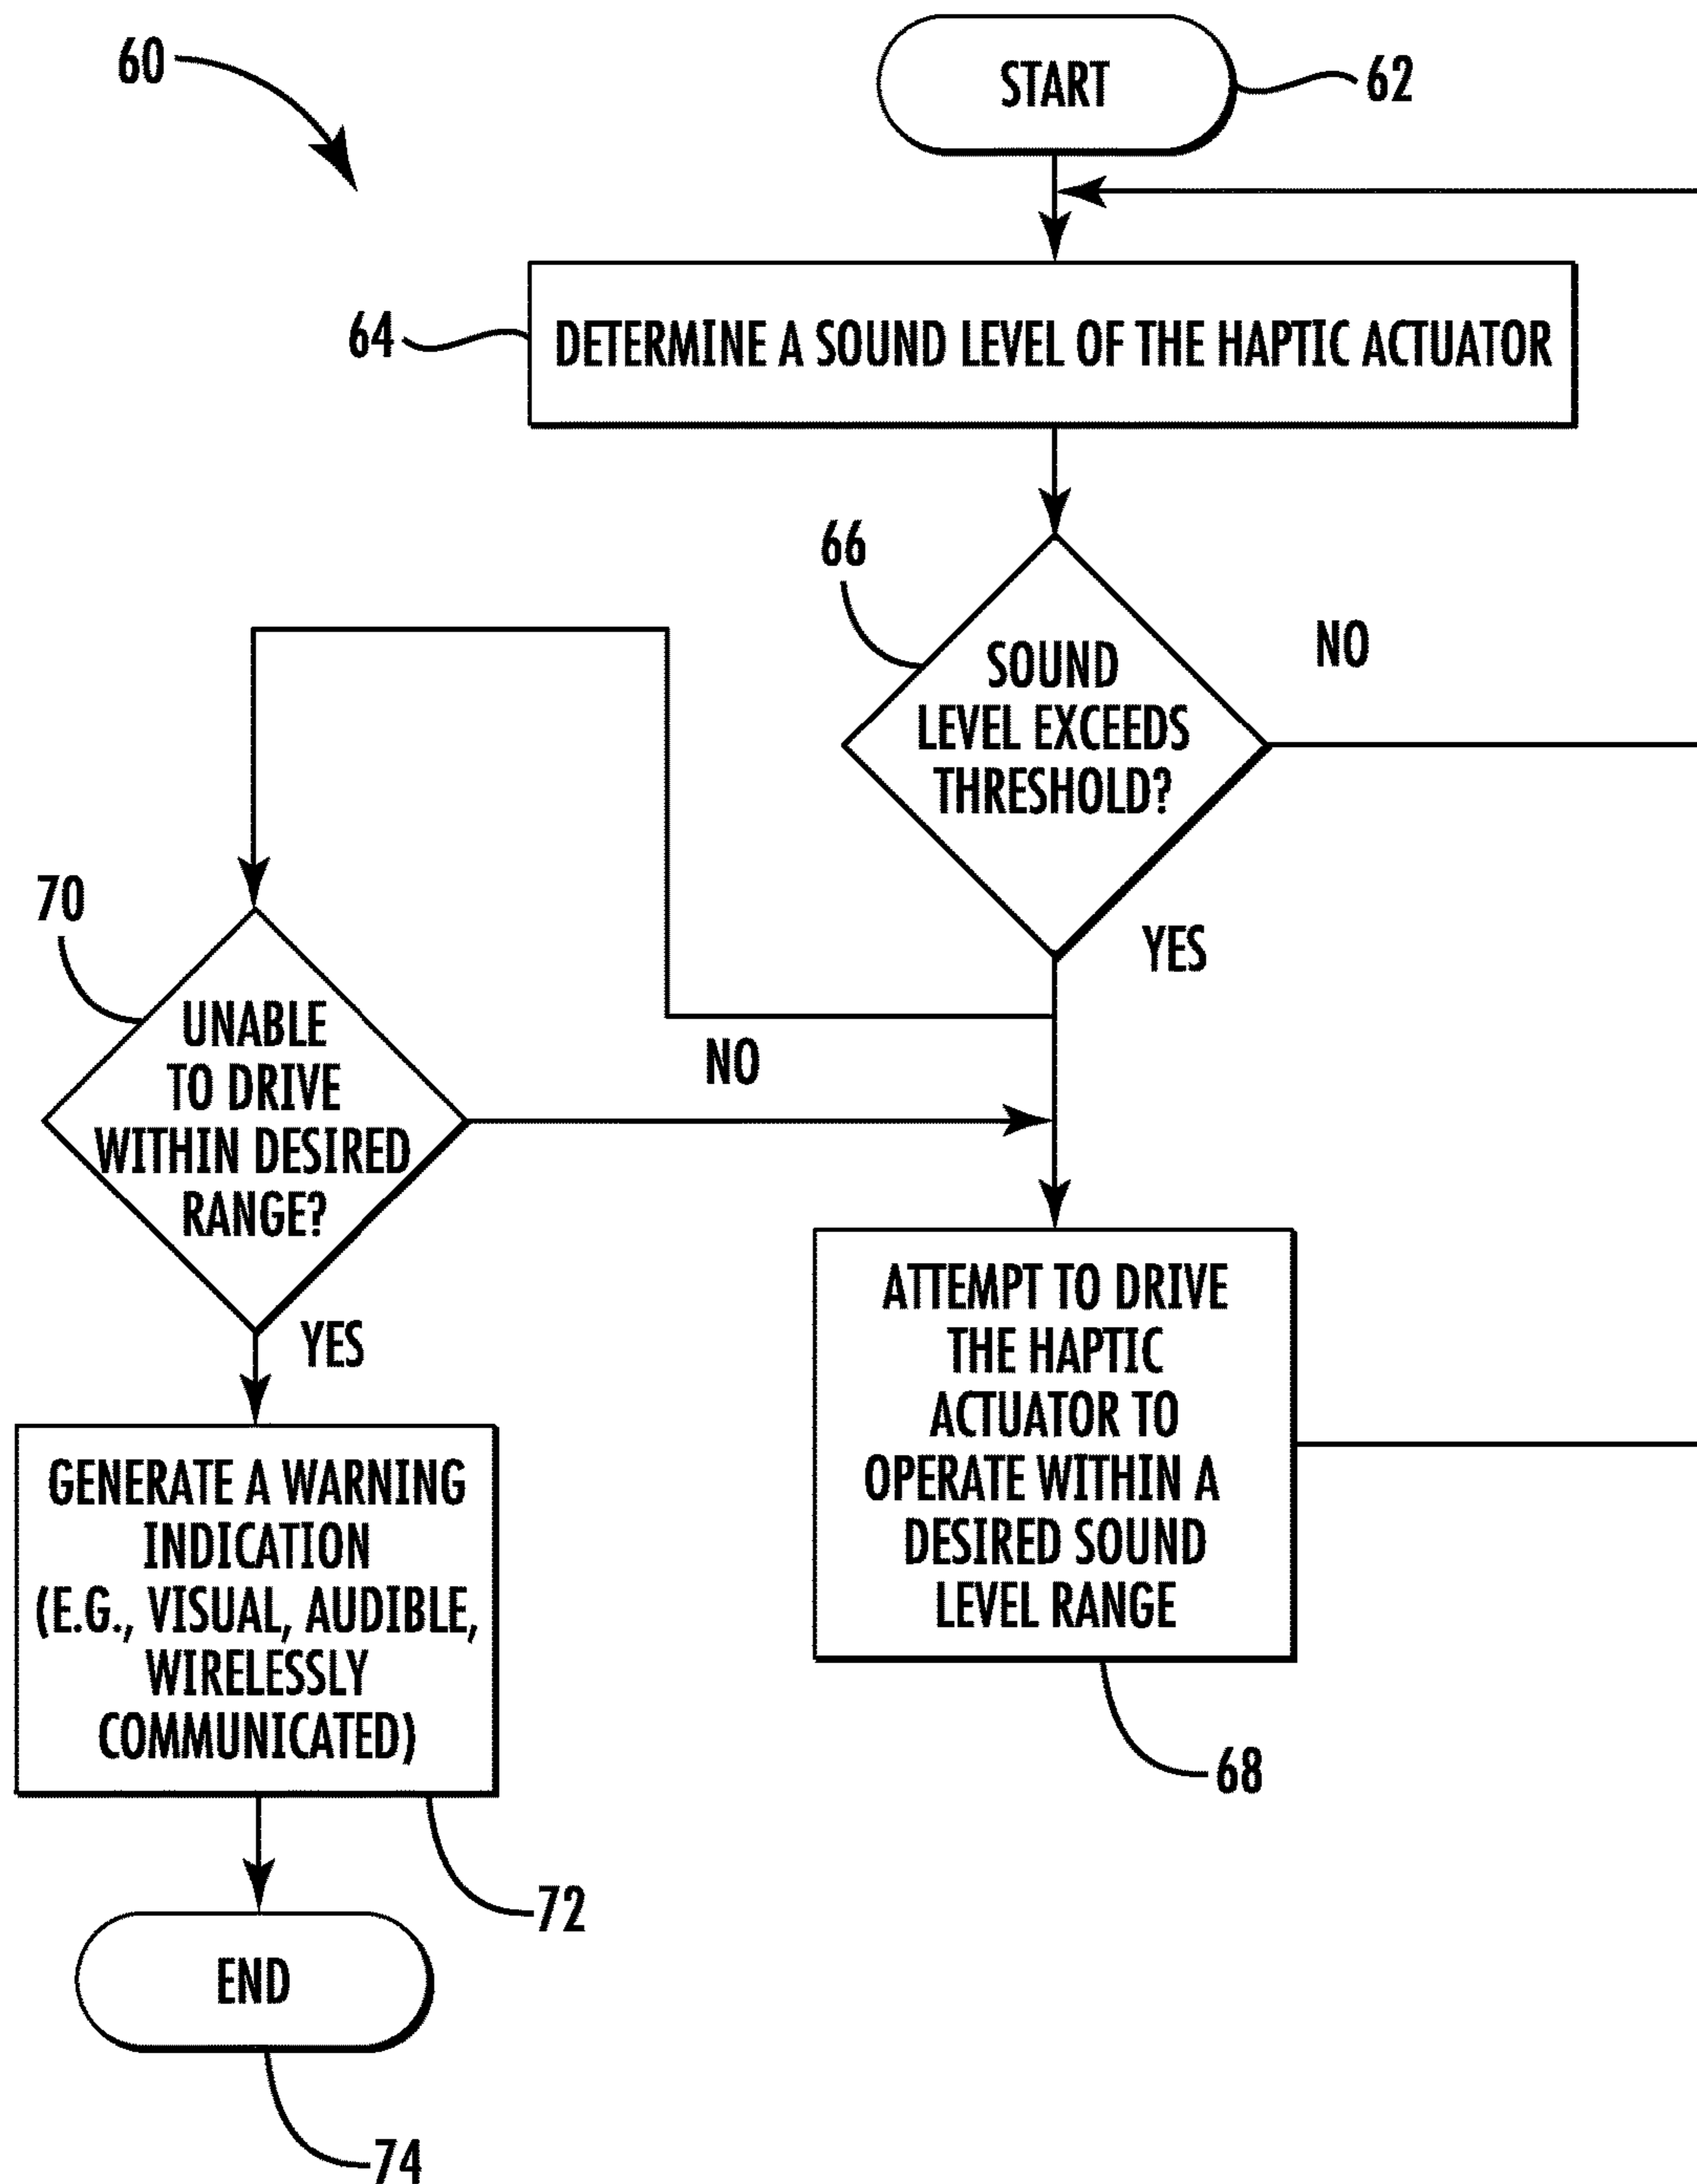 60
START
62
64
DETERMINE A SOUND LEVEL OF THE HAPTIC ACTUATOR
66
SOUND
LEVEL EXCEEDS
THRESHOLD?
NO
YES
70
UNABLE
TO DRIVE
WITHIN DESIRED
RANGE?
NO
YES
ATTEMPT TO DRIVE
THE HAPTIC
ACTUATOR TO
OPERATE WITHIN A
DESIRED SOUND
LEVEL RANGE
68
GENERATE A WARNING
INDICATION
(E.G., VISUAL, AUDIBLE,
WIRELESSLY
COMMUNICATED)
72
END
74